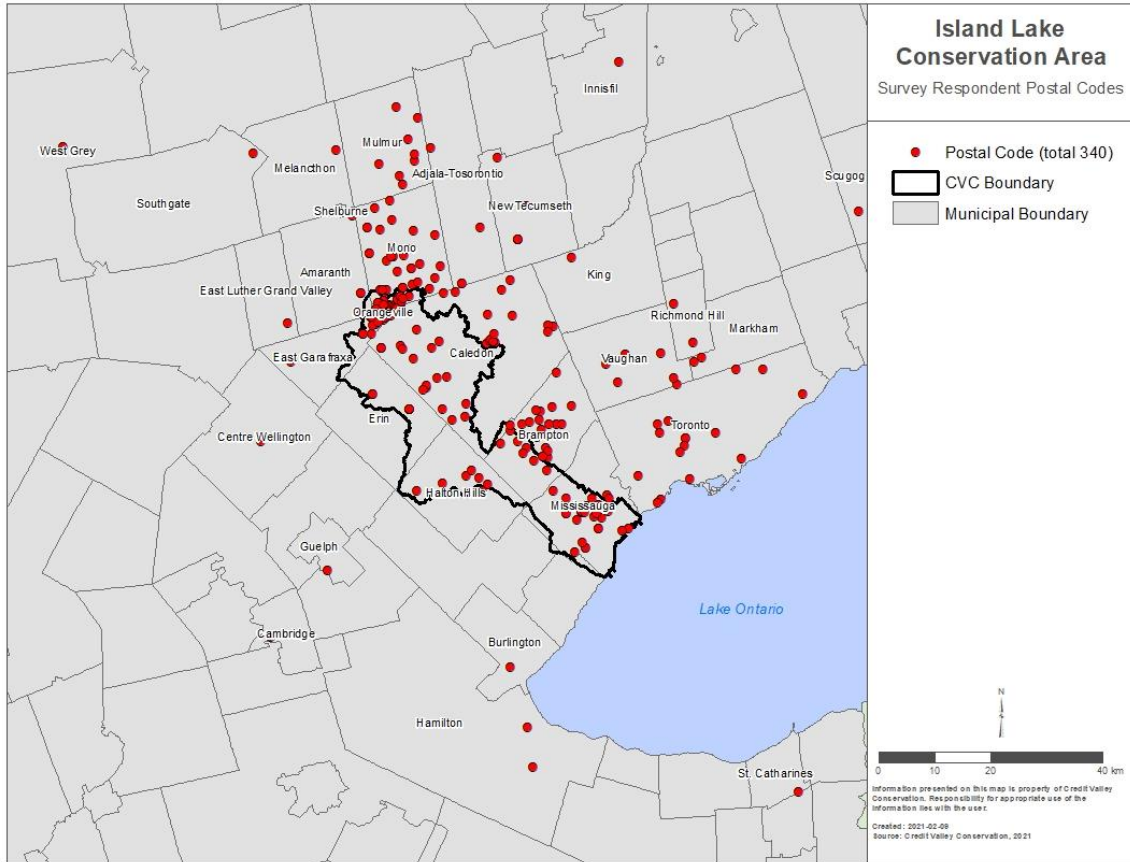 Island Lake
Conservation Area
Survey Respondent Postal Codes
Postal Code (total 340)
CVC Boundary
Municipal Boundary
Innisfil
West Grey
Mulmur
Melancthon
Adjala-Tosorontio
Scugog
Southgate
Shelburne
New Tecumseth
Mono
Amaranth
King
East Luther Grand Valley
Orangeville
Richmond Hill
Markham
East Garafraxa
Caledon
Vaughan
Erin
Toronto
Centre Wellington
Brampton
Halton Hills
Mississauga
Guelph
Lake Ontario
Cambridge
Burlington
Hamilton
St. Catharines
N
0 10 20 40 km
Information presented on this map is property of Credit Valley
Conservation. Responsibility for appropriate use of the
information lies with the user.
Created: 2021-02-09
Source: Credit Valley Conservation, 2021